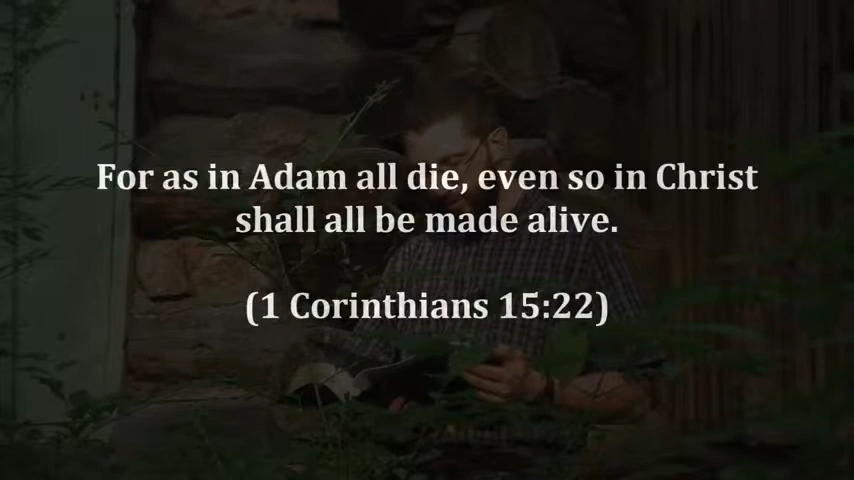 For as in Adam all die, even so in Christ
shall all be made alive.
(1 Corinthians 15:22)